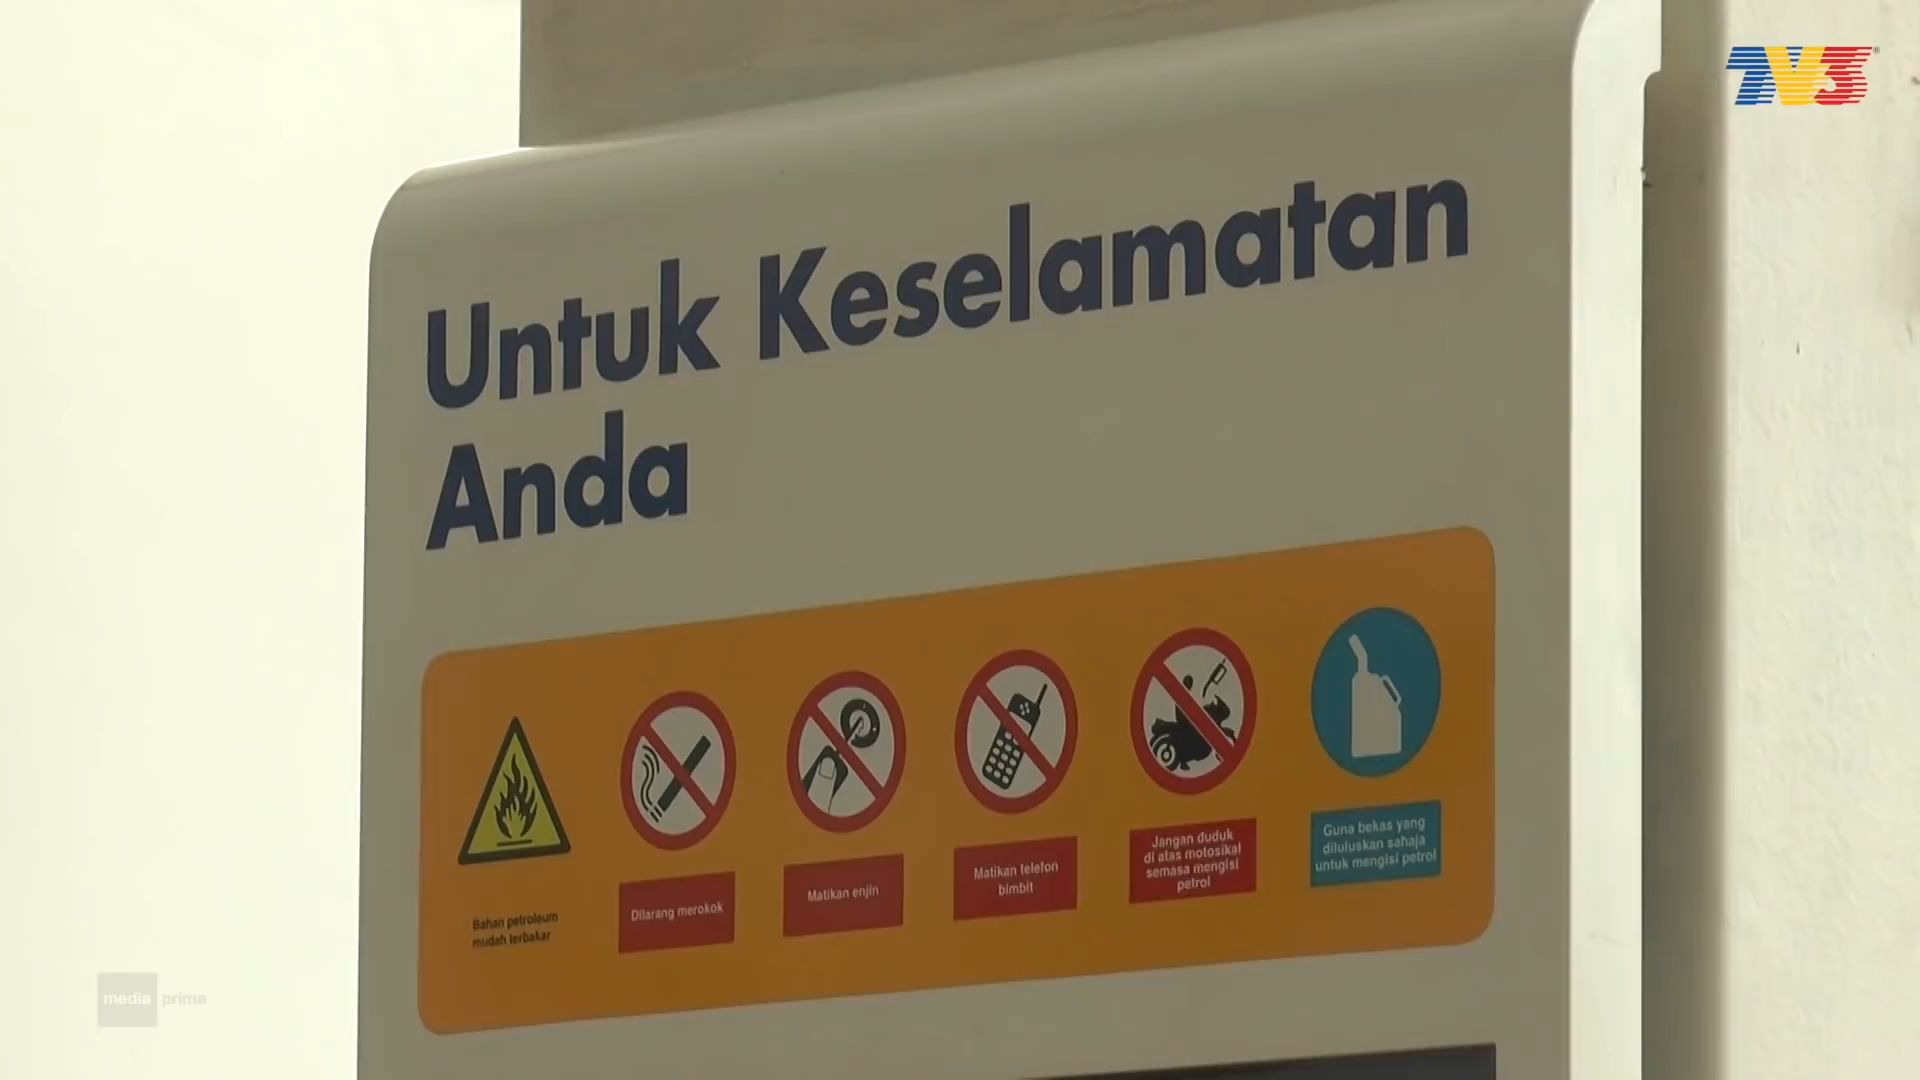 TV3
Untuk Keselamatan
Anda
Bahan petroleum
mudah terbakar
Dilarang merokok
Matikan enjin
Matikan telefon
bimbit
Jangan duduk
di atas motosikal
semasa mengisi
petrol
Guna bekas yang
diluluskan sahaja
untuk mengisi petrol
media prima